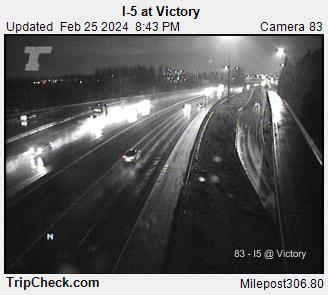 I-5 at Victory
Updated Feb 25 2024 8:43 PM Camera 83
N
83 - I5 @ Victory
TripCheck.com Milepost306.80